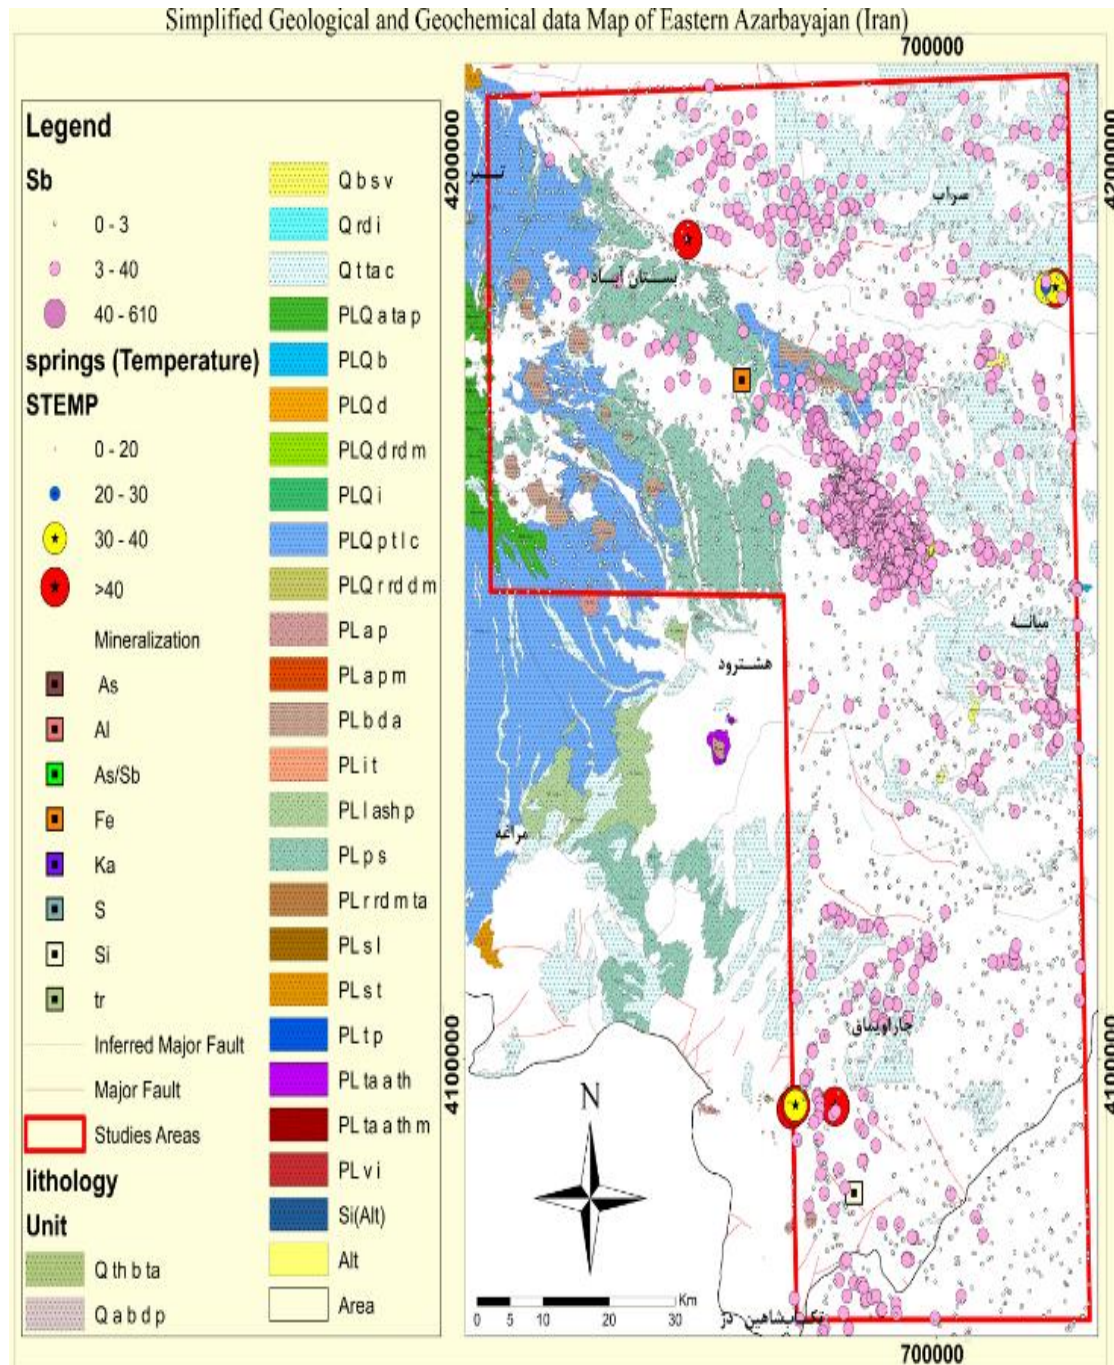 Simplified Geological and Geochemical data Map of Eastern Azarbayajan (Iran)
700000
Legend
Sb
0 - 3
3 - 40
40 - 610
springs (Temperature)
STEMP
0 - 20
20 - 30
30 - 40
>40
Mineralization
As
Al
As/Sb
Fe
Ka
S
Si
tr
Inferred Major Fault
Major Fault
Studies Areas
lithology
Unit
Q th b ta
Q a b d p
Q b s v
Q rd i
Q t ta c
PLQ a ta p
PLQ b
PLQ d
PLQ d rd m
PLQ i
PLQ p t l c
PLQ r rd d m
PL a p
PL a p m
PL b d a
PL i t
PL l ash p
PL p s
PL r rd m ta
PL s l
PL s t
PL t p
PL ta a th
PL ta a th m
PL v i
Si(Alt)
Alt
Area
4200000
4200000
سراب
بستان آباد
میانه
هشترود
مراغه
چاراویماق
4100000
4100000
N
0 5 10 20 30 Km
700000